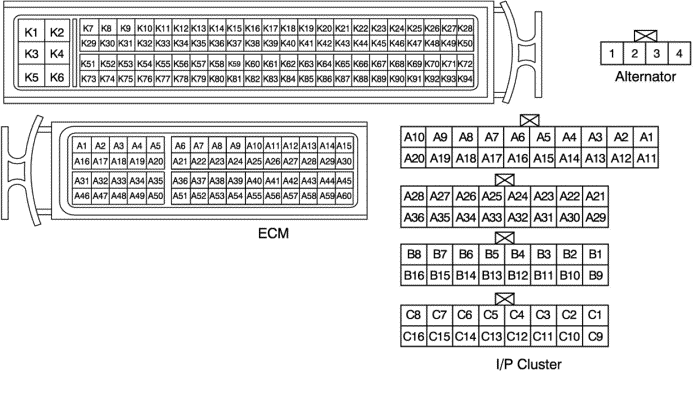 K1 K2
K3 K4
K5 K6
K7 K8 K9 K10 K11 K12 K13 K14 K15 K16 K17 K18 K19 K20 K21 K22 K23 K24 K25 K26 K27 K28
K29 K30 K31 K32 K33 K34 K35 K36 K37 K38 K39 K40 K41 K42 K43 K44 K45 K46 K47 K48 K49 K50
K51 K52 K53 K54 K55 K56 K57 K58 K59 K60 K61 K62 K63 K64 K65 K66 K67 K68 K69 K70 K71 K72
K73 K74 K75 K76 K77 K78 K79 K80 K81 K82 K83 K84 K85 K86 K87 K88 K89 K90 K91 K92 K93 K94
1 2 3 4
Alternator
A1 A2 A3 A4 A5 A6 A7 A8 A9 A10 A11 A12 A13 A14 A15
A16 A17 A18 A19 A20 A21 A22 A23 A24 A25 A26 A27 A28 A29 A30
A31 A32 A33 A34 A35 A36 A37 A38 A39 A40 A41 A42 A43 A44 A45
A46 A47 A48 A49 A50 A51 A52 A53 A54 A55 A56 A57 A58 A59 A60
ECM
A10 A9 A8 A7 A6 A5 A4 A3 A2 A1
A20 A19 A18 A17 A16 A15 A14 A13 A12 A11
A28 A27 A26 A25 A24 A23 A22 A21
A36 A35 A34 A33 A32 A31 A30 A29
B8 B7 B6 B5 B4 B3 B2 B1
B16 B15 B14 B13 B12 B11 B10 B9
C8 C7 C6 C5 C4 C3 C2 C1
C16 C15 C14 C13 C12 C11 C10 C9
I/P Cluster